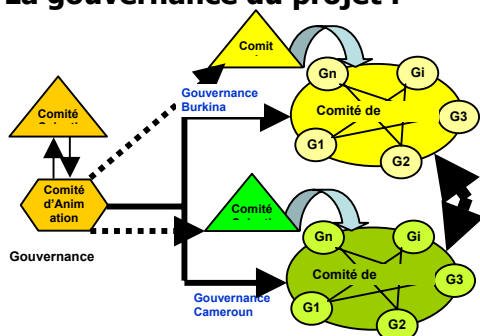 La gouvernance du projet :
Comit
Gouvernance
Burkina
Gn
Gi
Comité de
G3
G1
G2
Comité
Comité
d'Anim
ation
Gouvernance
Comité
Gn
Gi
Comité de
G3
Gouvernance
Cameroun
G1
G2